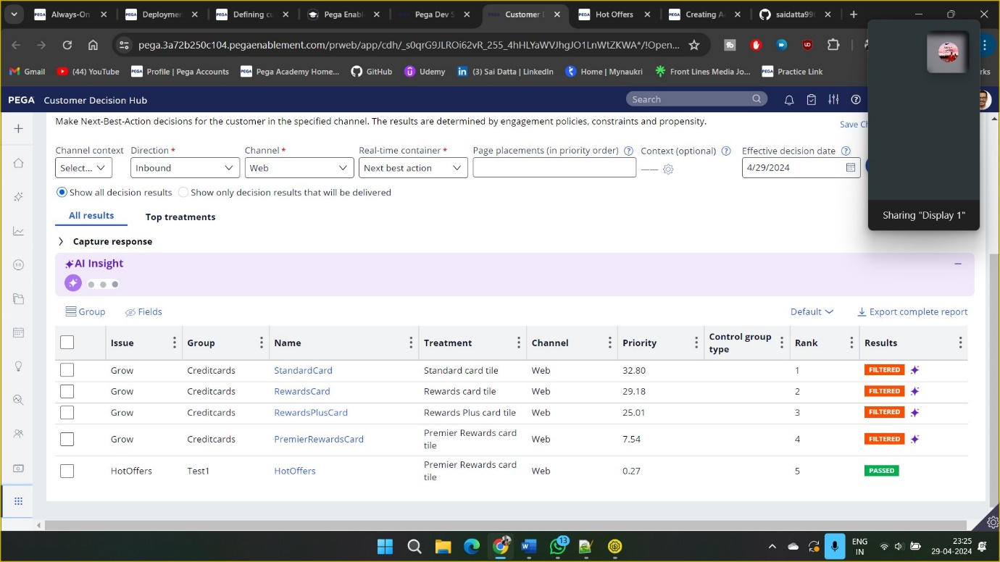 PEGA Always-On
PEGA Deploymen
PEGA Defining cu
Pega Enabl
Pega Dev S
Customer D
PEGA Hot Offers
PEGA Creating A
saidatta99
pega.3a72b250c104.pegaenablement.com/prweb/app/cdh/_s0qrG9JLROi62vR_255_4hHLYaWVJhgJO1LnWtZKWA*/!Open...
Gmail
(44) YouTube
PEGA Profile | Pega Accounts
PEGA Pega Academy Home...
GitHub
Udemy
(3) Sai Datta | LinkedIn
Home | Mynaukri
Front Lines Media Jo...
PEGA Practice Link
rks
Sharing "Display 1"
PEGA Customer Decision Hub
Search
Make Next-Best-Action decisions for the customer in the specified channel. The results are determined by engagement policies, constraints and propensity.
Save Ch
Channel context
Direction *
Channel *
Real-time container *
Page placements (in priority order)
Context (optional)
Effective decision date
Select...
Inbound
Web
Next best action
——
4/29/2024
Show all decision results
Show only decision results that will be delivered
All results
Top treatments
Capture response
AI Insight
Group
Fields
Default
Export complete report
Issue Group Name Treatment Channel Priority Control group type Rank Results
Grow Creditcards StandardCard Standard card tile Web 32.80 1 FILTERED
Grow Creditcards RewardsCard Rewards card tile Web 29.18 2 FILTERED
Grow Creditcards RewardsPlusCard Rewards Plus card tile Web 25.01 3 FILTERED
Grow Creditcards PremierRewardsCard Premier Rewards card tile Web 7.54 4 FILTERED
HotOffers Test1 HotOffers Premier Rewards card tile Web 0.27 5 PASSED
13
ENG
IN
23:25
29-04-2024